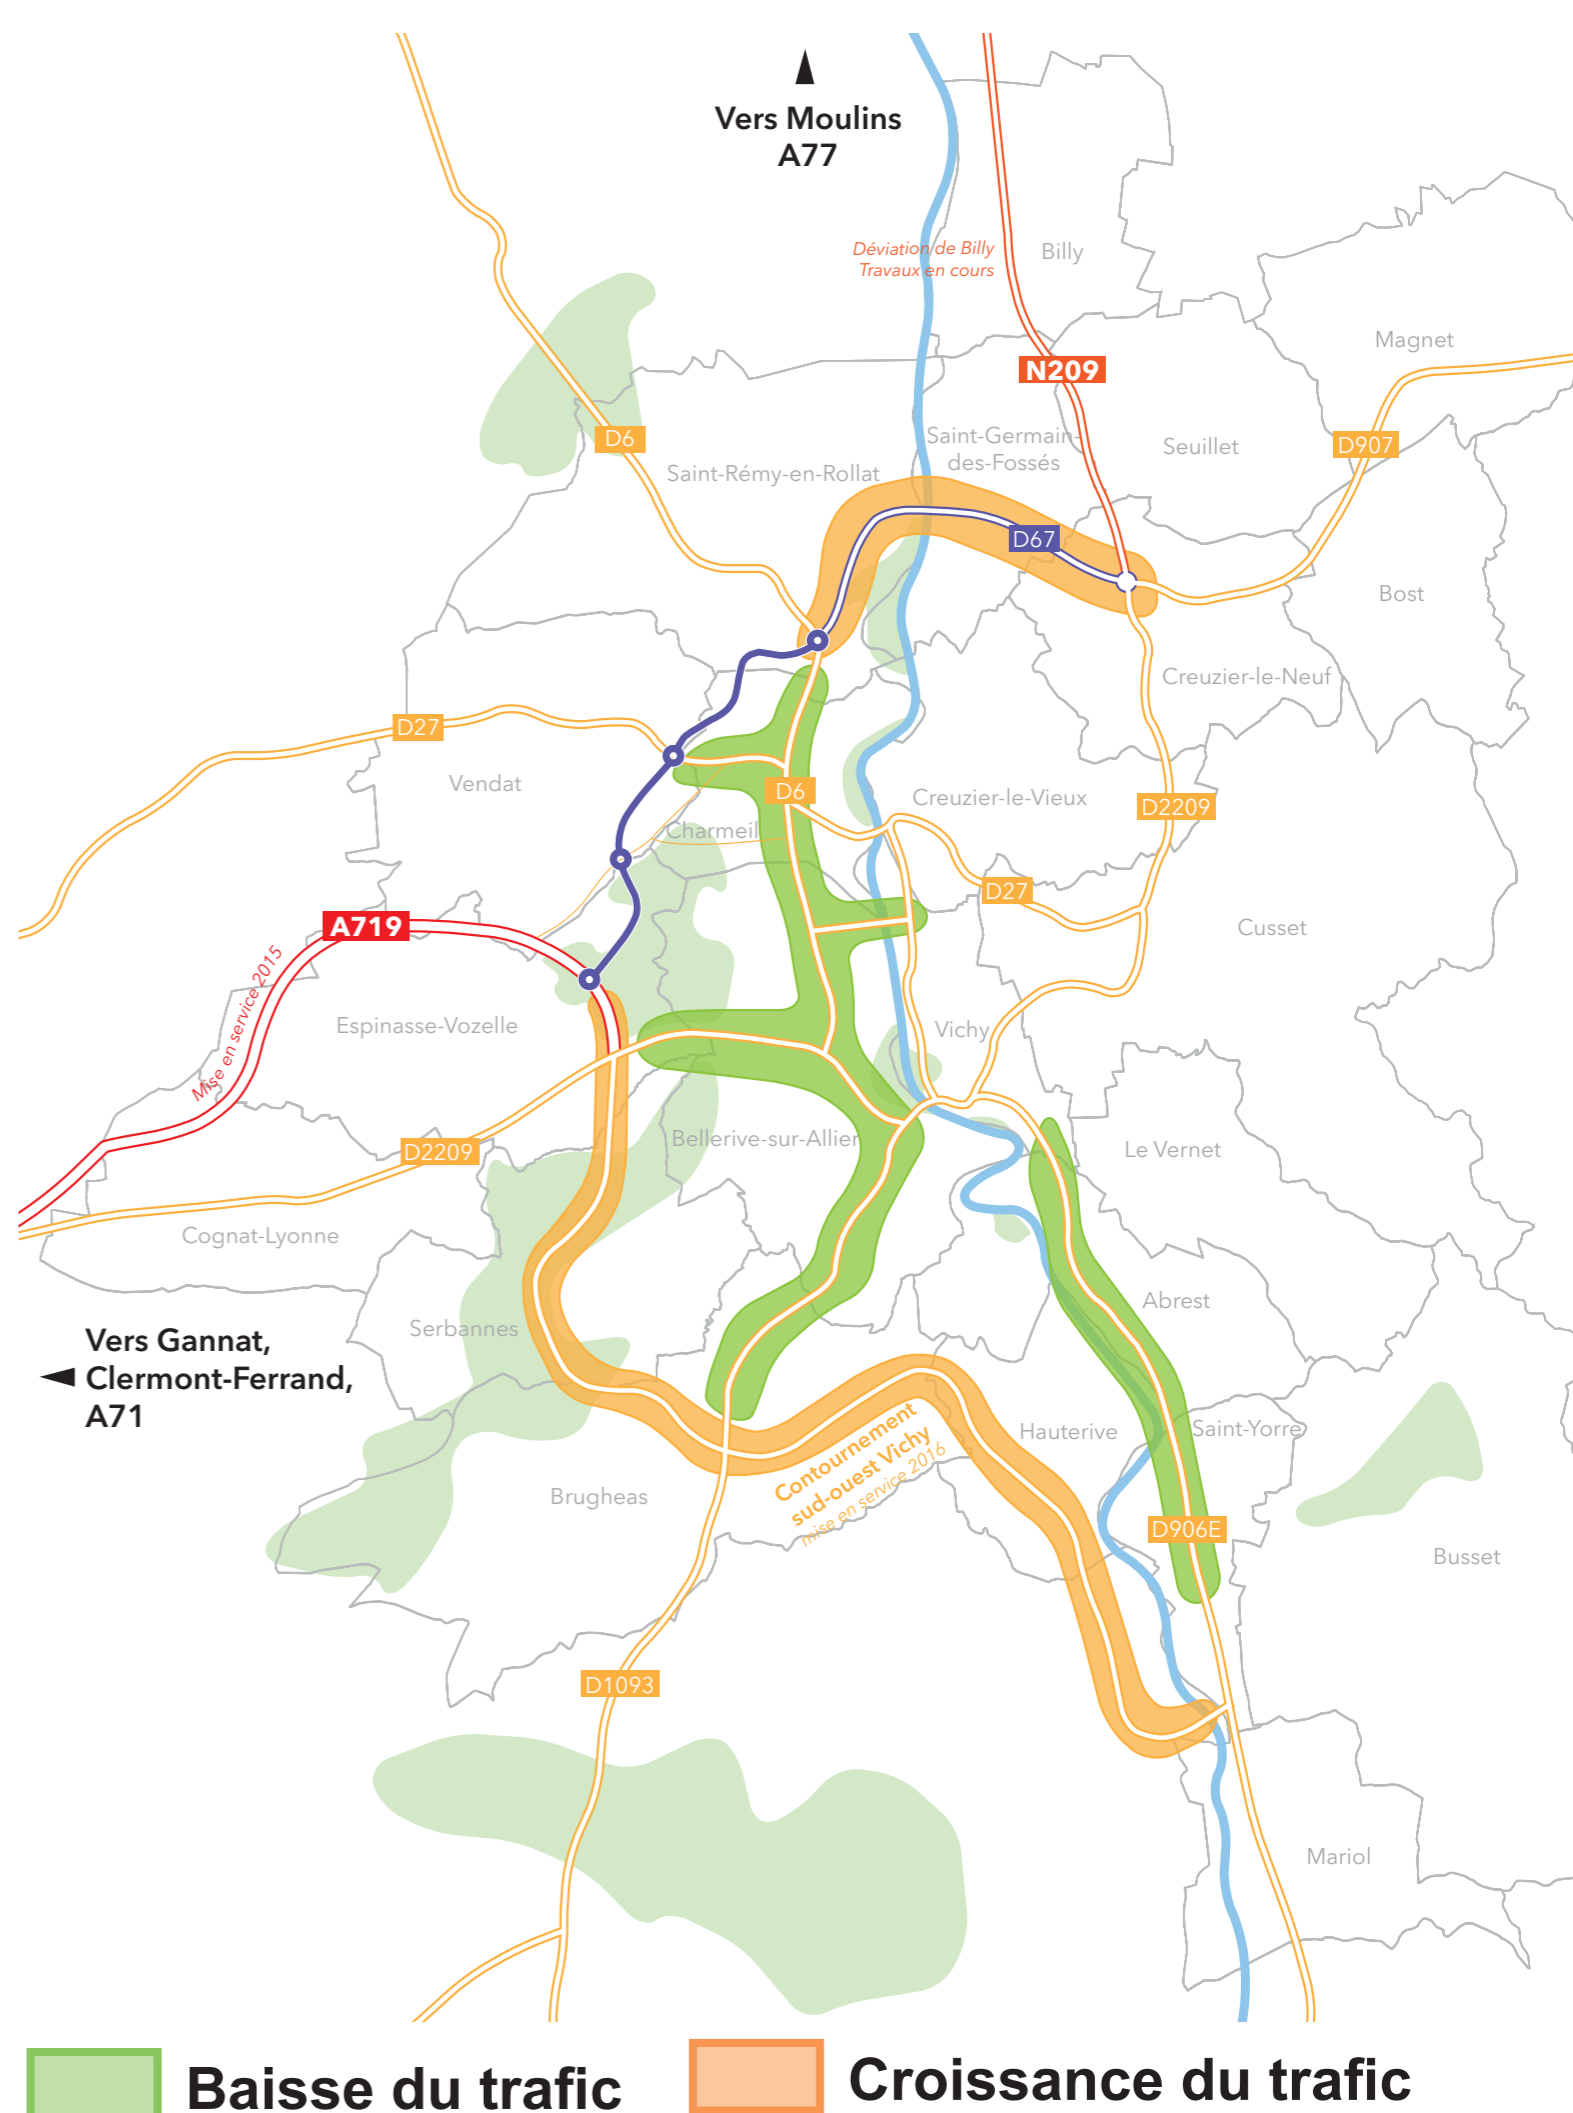 Vers Moulins
A77
Déviation de Billy
Travaux en cours
Billy
Magnet
N209
D6
Saint-Germain-
des-Fossés
Seuillet
D907
Saint-Rémy-en-Rollat
D67
Bost
Creuzier-le-Neuf
D27
Vendat
D6
Creuzier-le-Vieux
D2209
Charmeil
D27
A719
Cusset
Mise en service 2015
Espinasse-Vozelle
Vichy
D2209
Bellerive-sur-Allier
Le Vernet
Cognat-Lyonne
Abrest
Serbannes
Vers Gannat,
Clermont-Ferrand,
A71
Hauterive
Saint-Yorre
Contournement
sud-ouest Vichy
mise en service 2016
Brugheas
D906E
Busset
D1093
Mariol
Baisse du trafic
Croissance du trafic